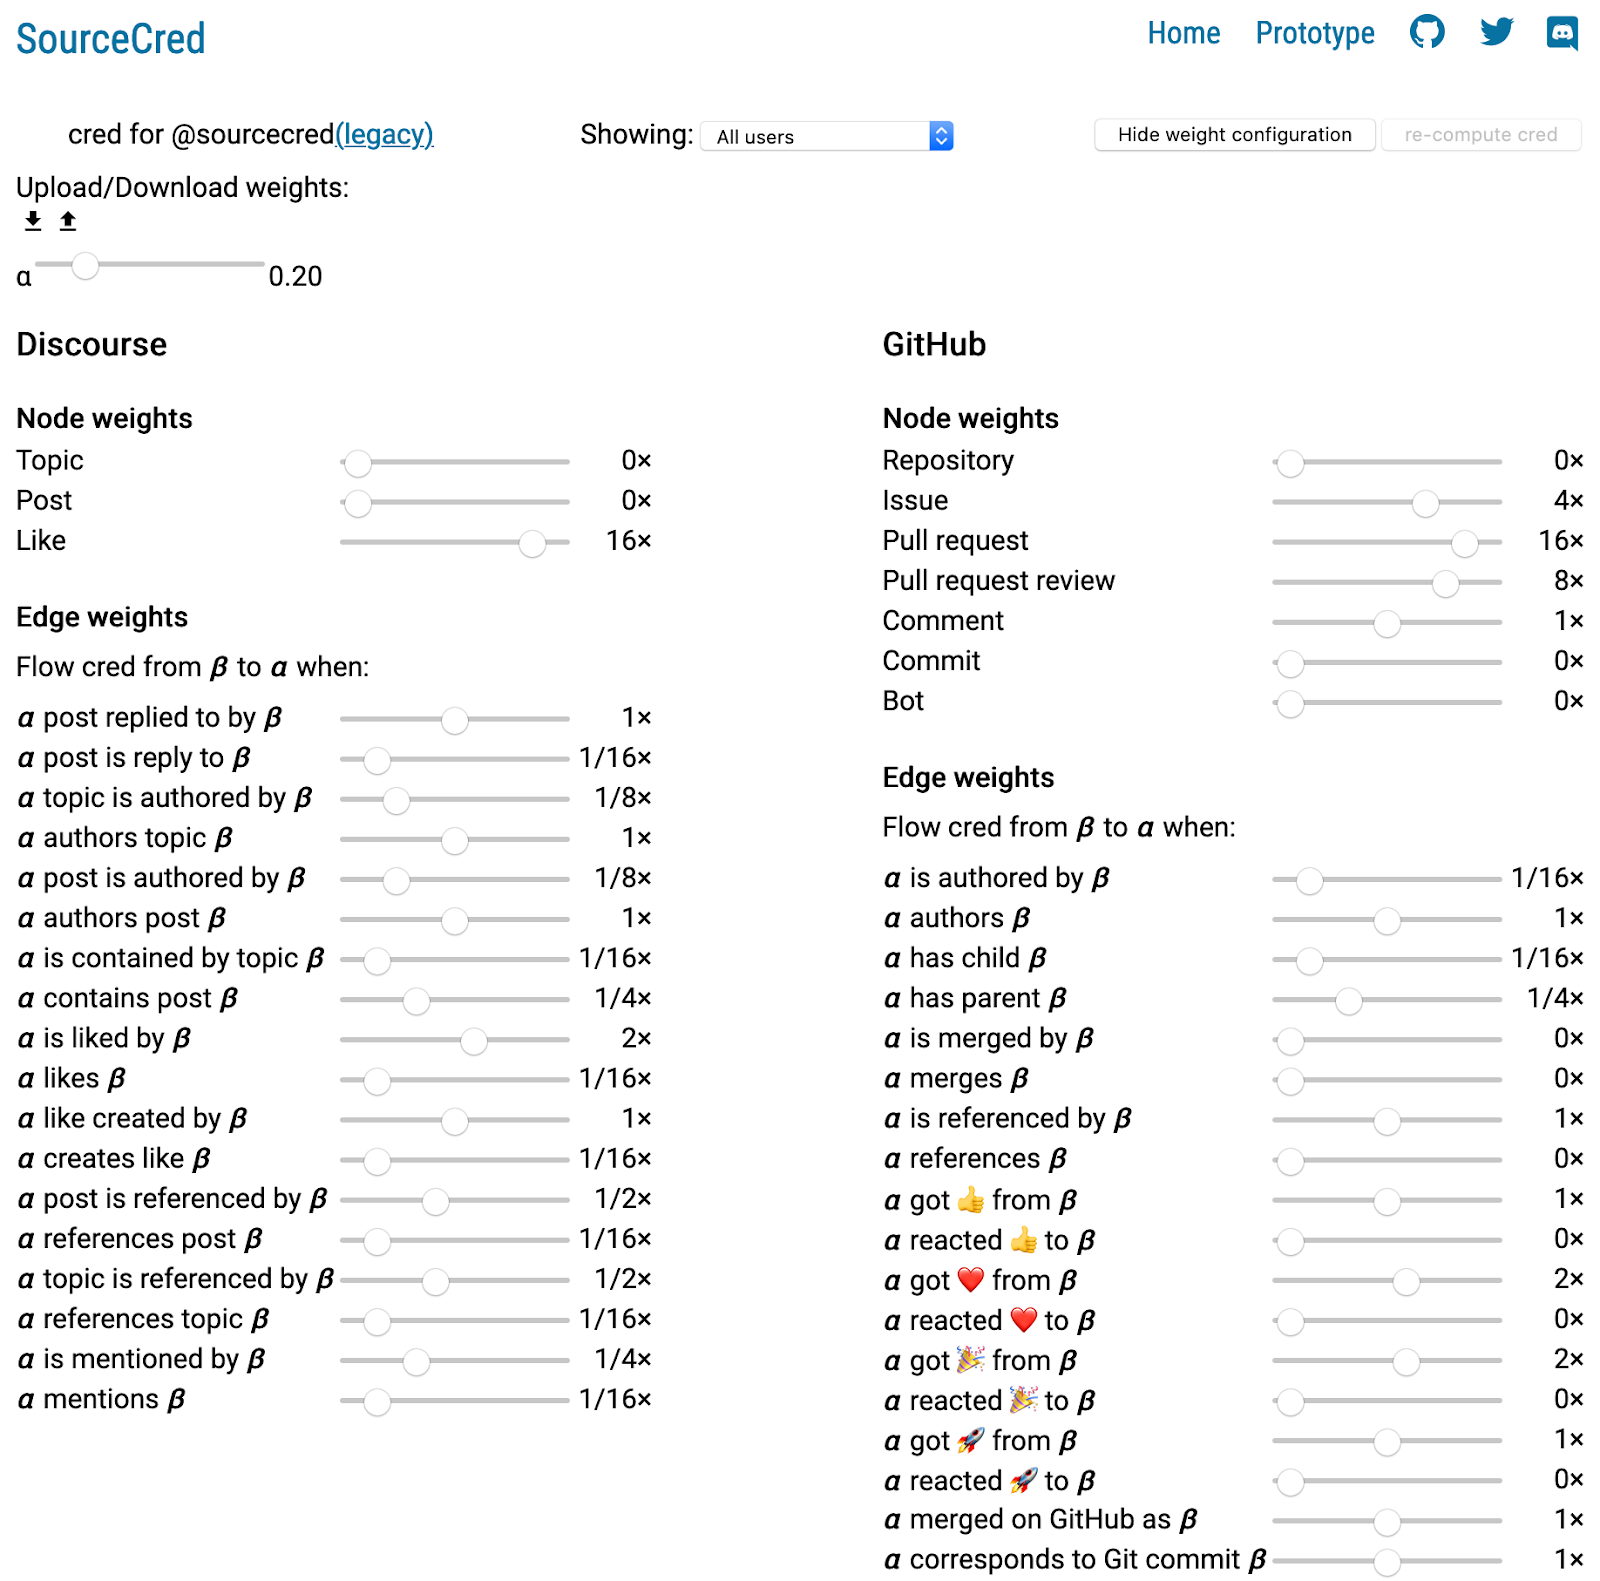 SourceCred
Home Prototype
cred for @sourcecred(legacy)
Showing: All users
Hide weight configuration
re-compute cred
Upload/Download weights:
α 0.20
Discourse
Node weights
Topic 0×
Post 0×
Like 16×
Edge weights
Flow cred from β to α when:
α post replied to by β 1×
α post is reply to β 1/16×
α topic is authored by β 1/8×
α authors topic β 1×
α post is authored by β 1/8×
α authors post β 1×
α is contained by topic β 1/16×
α contains post β 1/4×
α is liked by β 2×
α likes β 1/16×
α like created by β 1×
α creates like β 1/16×
α post is referenced by β 1/2×
α references post β 1/16×
α topic is referenced by β 1/2×
α references topic β 1/16×
α is mentioned by β 1/4×
α mentions β 1/16×
GitHub
Node weights
Repository 0×
Issue 4×
Pull request 16×
Pull request review 8×
Comment 1×
Commit 0×
Bot 0×
Edge weights
Flow cred from β to α when:
α is authored by β 1/16×
α authors β 1×
α has child β 1/16×
α has parent β 1/4×
α is merged by β 0×
α merges β 0×
α is referenced by β 1×
α references β 0×
α got 👍 from β 1×
α reacted 👍 to β 0×
α got ❤️ from β 2×
α reacted ❤️ to β 0×
α got 🎉 from β 2×
α reacted 🎉 to β 0×
α got 🚀 from β 1×
α reacted 🚀 to β 0×
α merged on GitHub as β 1×
α corresponds to Git commit β 1×